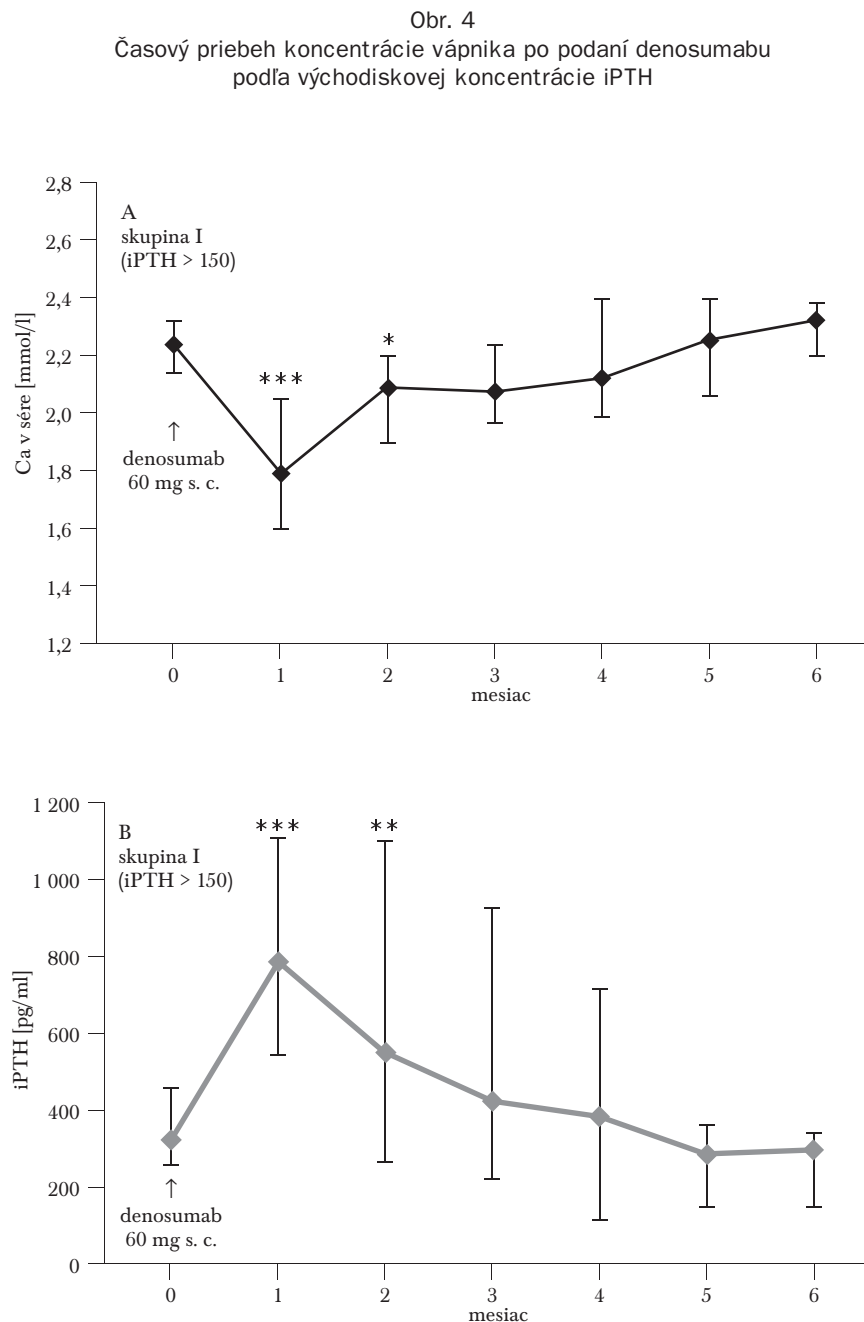 Obr. 4
Časový priebeh koncentrácie vápnika po podaní denosumabu
podľa východiskovej koncentrácie iPTH
2,8
2,6
2,4
2,2
2,0
1,8
1,6
1,4
1,2
Ca v sére [mmol/l]
A
skupina I
(iPTH > 150)
***
*
↑
denosumab
60 mg s. c.
0 1 2 3 4 5 6
mesiac
1 200
1 000
800
600
400
200
0
iPTH [pg/ml]
B
skupina I
(iPTH > 150)
*** **
↑
denosumab
60 mg s. c.
0 1 2 3 4 5 6
mesiac